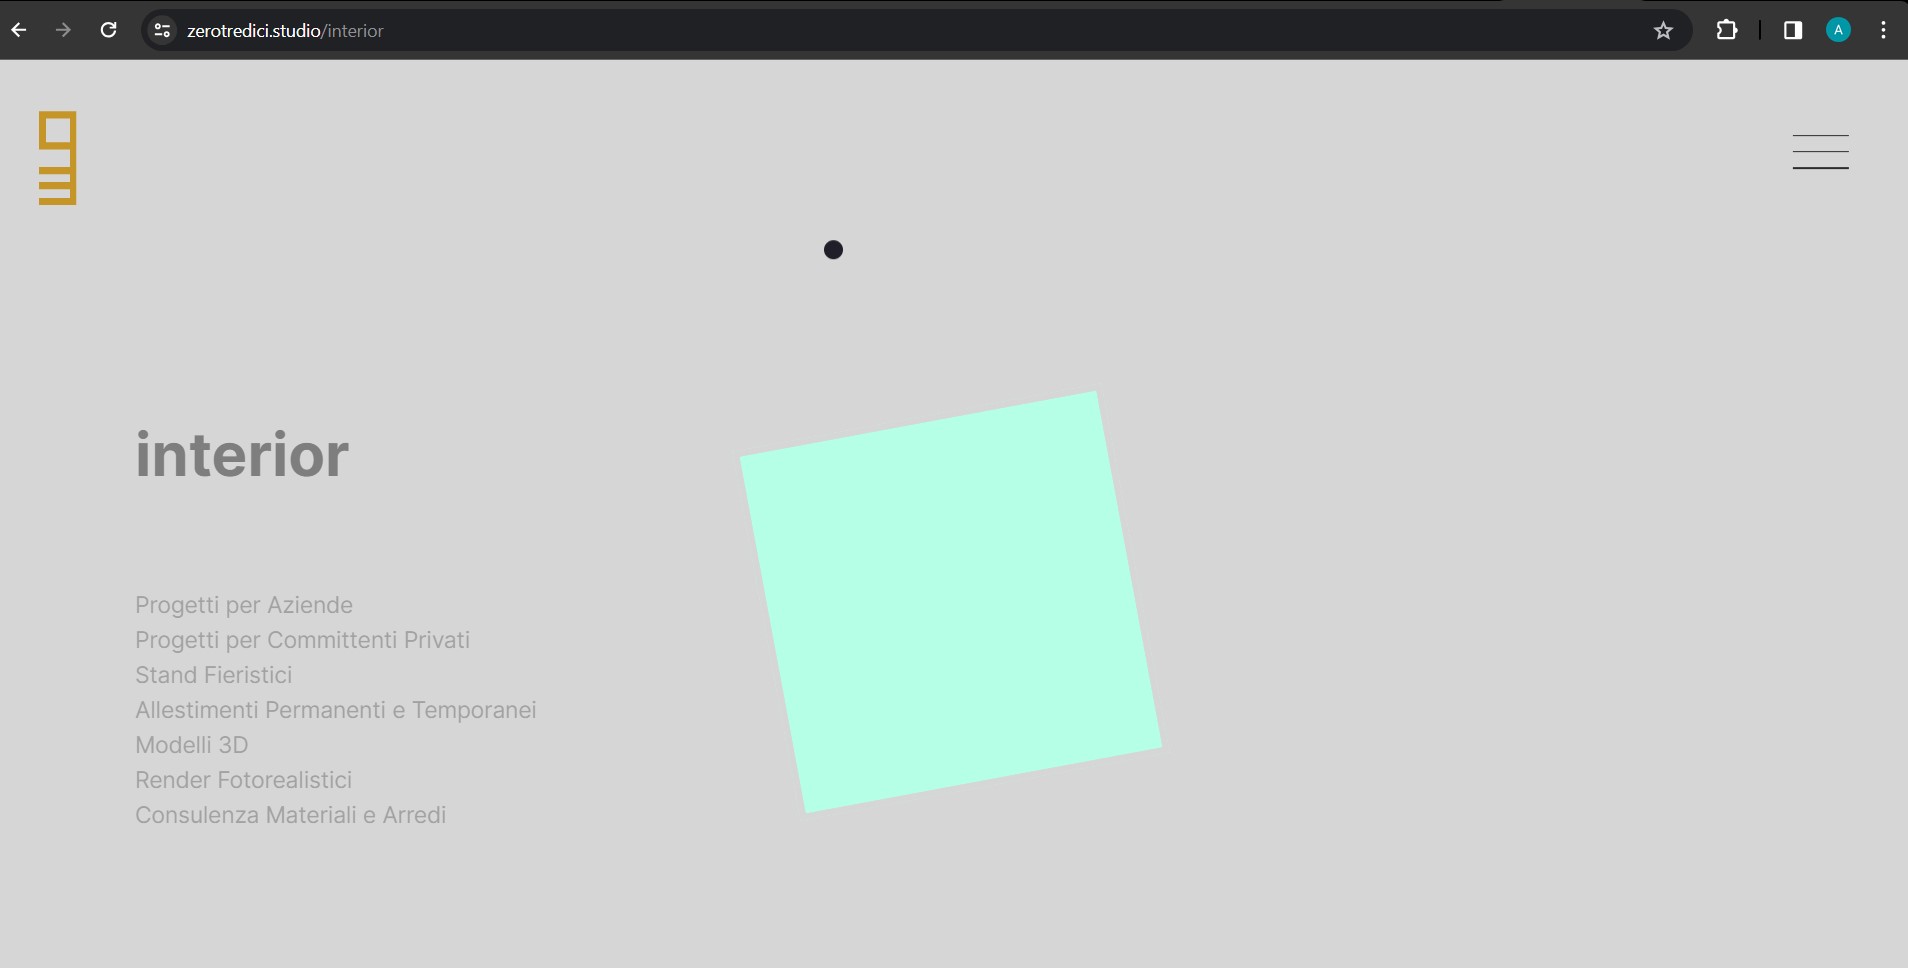 zerotredici.studio/interior
A
interior
Progetti per Aziende
Progetti per Committenti Privati
Stand Fieristici
Allestimenti Permanenti e Temporanei
Modelli 3D
Render Fotorealistici
Consulenza Materiali e Arredi